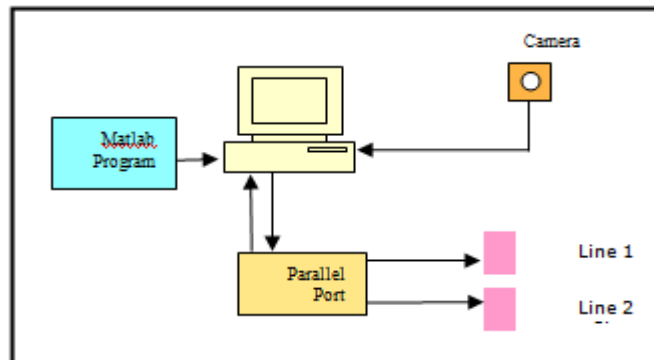 Camera
Matlab
Program
Parallel
Port
Line 1
Line 2